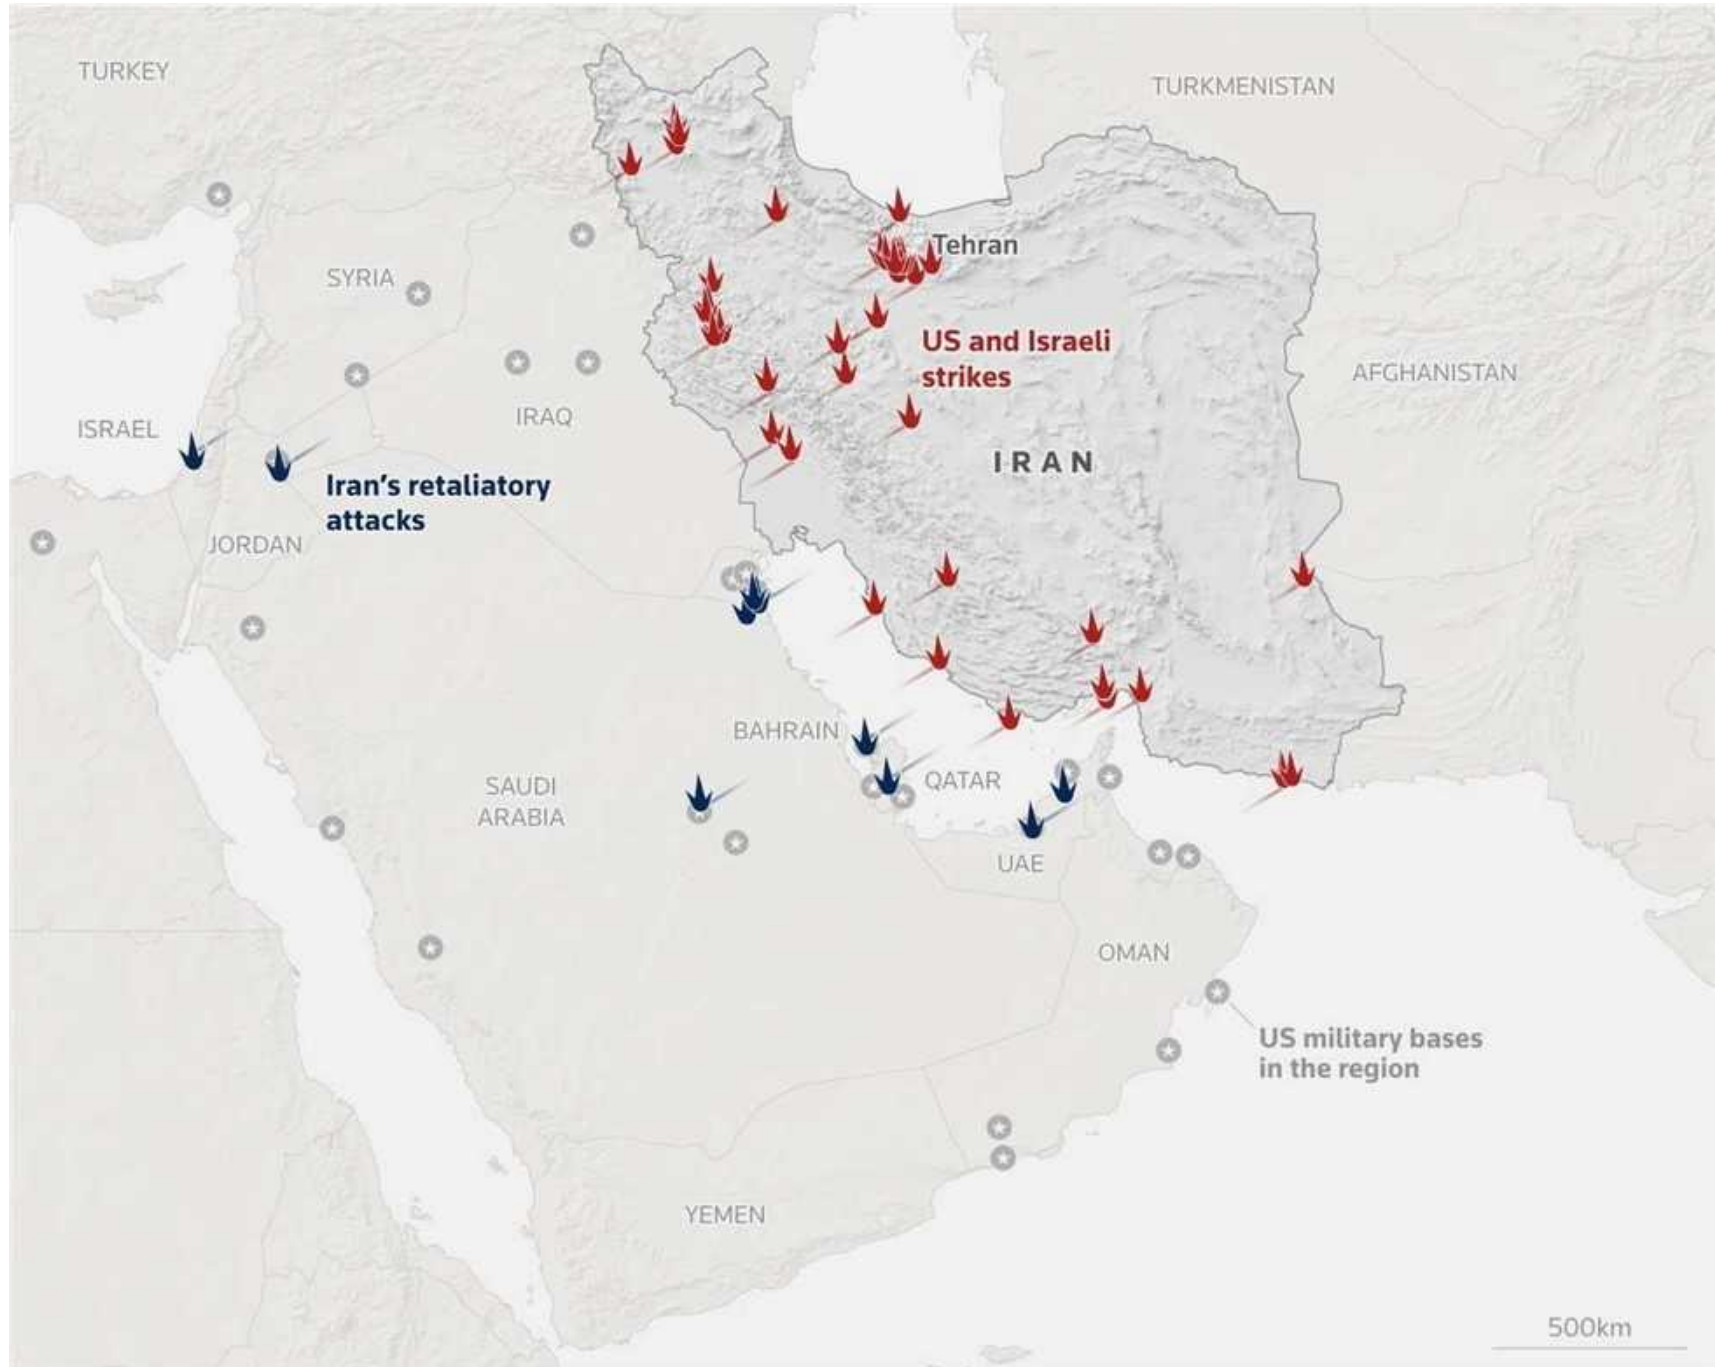 TURKEY
TURKMENISTAN
Tehran
SYRIA
US and Israeli
strikes
AFGHANISTAN
IRAQ
ISRAEL
IRAN
Iran’s retaliatory
attacks
JORDAN
BAHRAIN
QATAR
SAUDI
ARABIA
UAE
OMAN
US military bases
in the region
YEMEN
500km